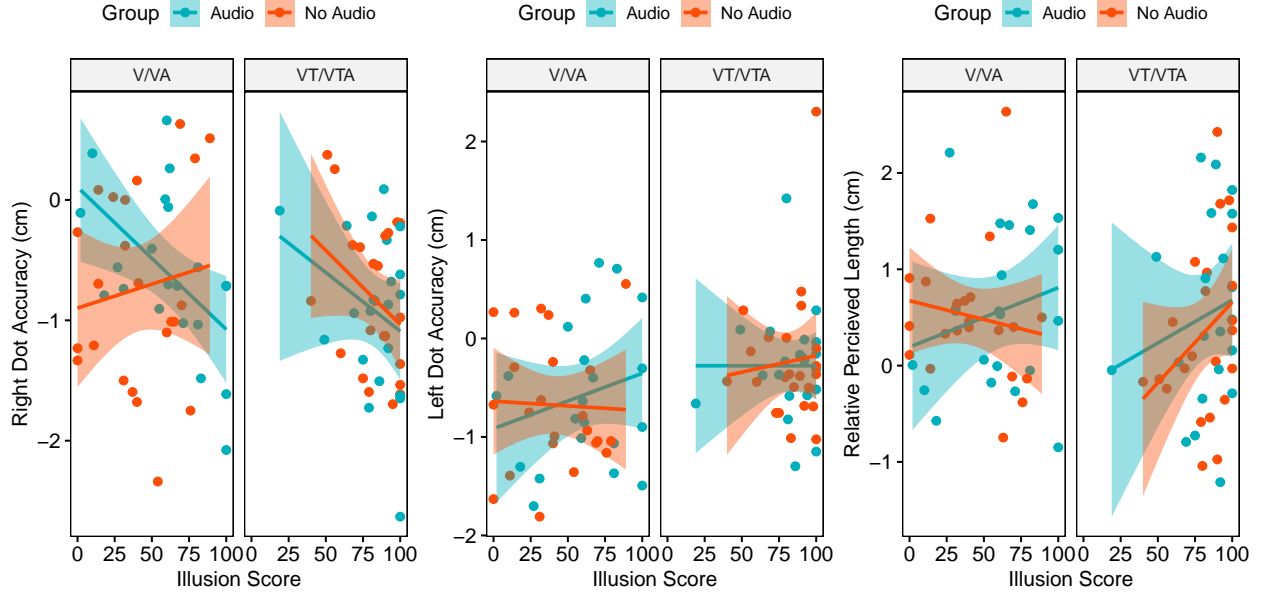 Group Audio No Audio
Group Audio No Audio
Group Audio No Audio
V/VA VT/VTA
V/VA VT/VTA
V/VA VT/VTA
Right Dot Accuracy (cm)
0
−1
−2
0 25 50 75 100 0 25 50 75 100
Illusion Score
Left Dot Accuracy (cm)
2
1
0
−1
−2
0 25 50 75 100 0 25 50 75 100
Illusion Score
Relative Percieved Length (cm)
2
1
0
−1
0 25 50 75 100 0 25 50 75 100
Illusion Score